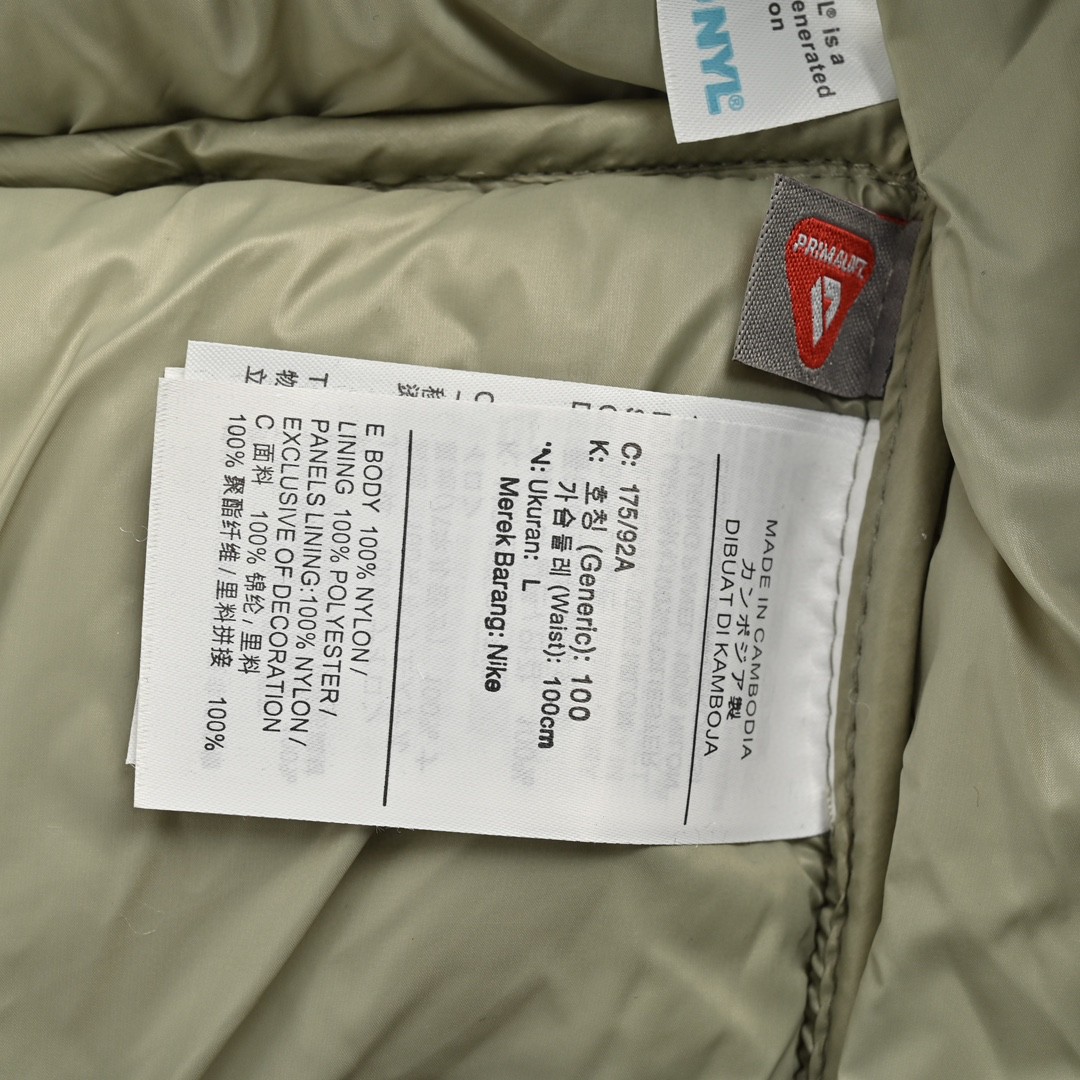 NYL®
L® is a
enerated
on
PRIMALOFT
MADE IN CAMBODIA
カンボジア製
DIBUAT DI KAMBOJA
C: 175/92A
K: 호칭 (Generic): 100
가슴둘레 (Waist): 100cm
N: Ukuran: L
Merek Barang: Nike
E BODY 100% NYLON /
LINING 100% POLYESTER /
PANELS LINING:100% NYLON /
EXCLUSIVE OF DECORATION
C 面料 100% 锦纶 / 里料
100% 聚酯纤维 / 里料拼接 100%